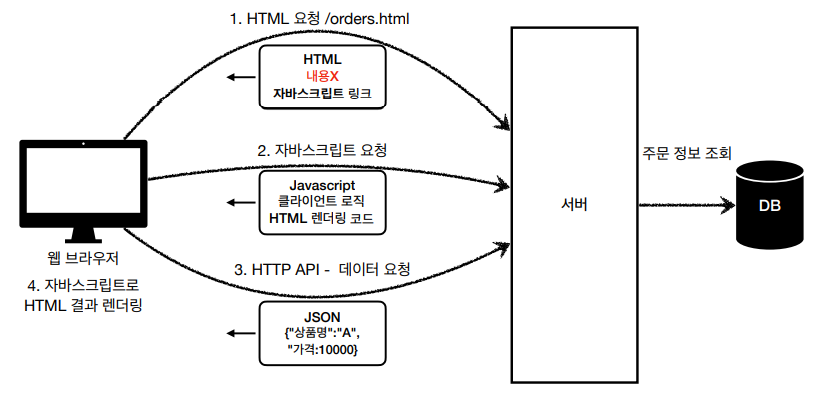 1. HTML 요청 /orders.html
HTML
내용X
자바스크립트 링크
2. 자바스크립트 요청
Javascript
클라이언트 로직
HTML 렌더링 코드
웹 브라우저
4. 자바스크립트로
HTML 결과 렌더링
3. HTTP API - 데이터 요청
JSON
{"상품명":"A",
"가격:10000}
서버
주문 정보 조회
DB